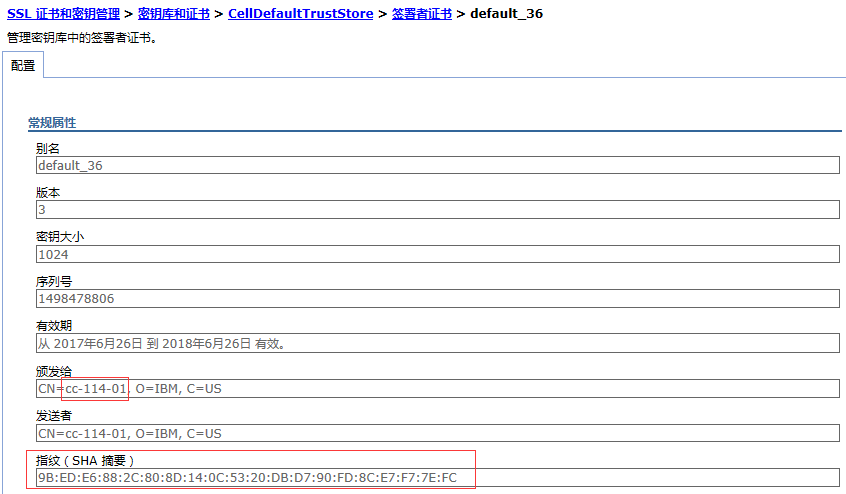 SSL 证书和密钥管理 > 密钥库和证书 > CellDefaultTrustStore > 签署者证书 > default_36
管理密钥库中的签署者证书。
配置
常规属性
别名
default_36
版本
3
密钥大小
1024
序列号
1498478806
有效期
从 2017年6月26日 到 2018年6月26日 有效。
颁发给
CN=cc-114-01, O=IBM, C=US
发送者
CN=cc-114-01, O=IBM, C=US
指纹（SHA 摘要）
9B:ED:E6:88:2C:80:8D:14:0C:53:20:DB:D7:90:FD:8C:E7:F7:7E:FC